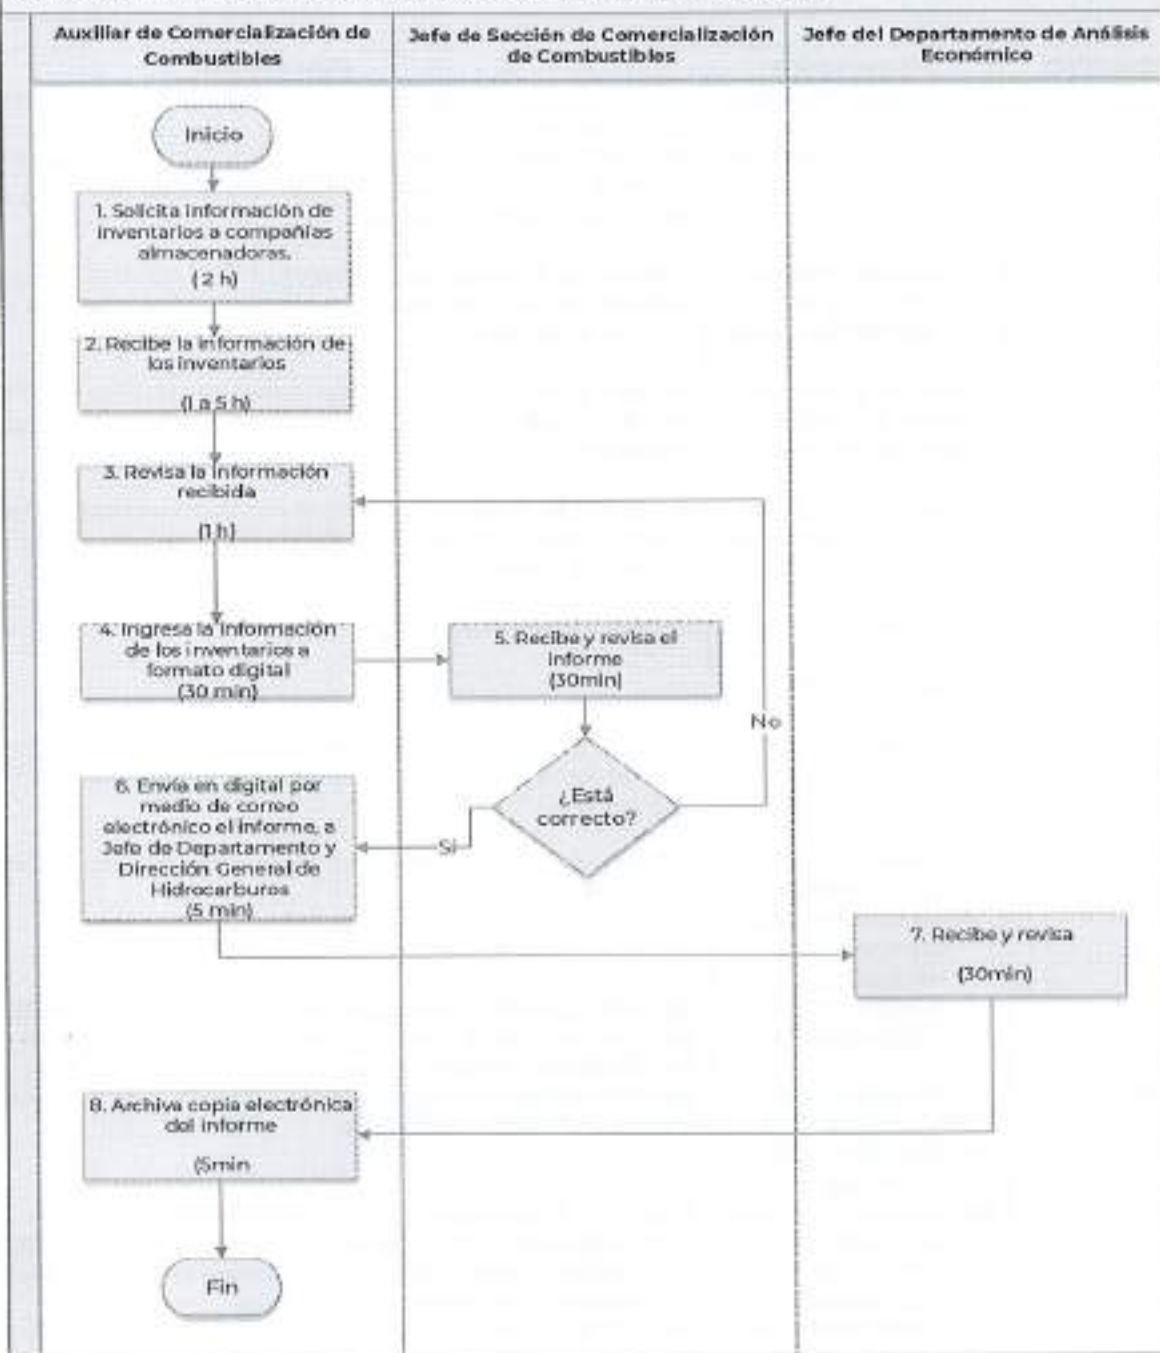 Auxiliar de Comercialización de
Combustibles
Jefe de Sección de Comercialización
de Combustibles
Jefe del Departamento de Análisis
Económico
Inicio
1. Solicita información de
inventarios a compañías
almacenadoras.
(2 h)
2. Recibe la información de
los inventarios
(1 a 5 h)
3. Revisa la información
recibida
(1 h)
4. Ingresa la información
de los inventarios a
formato digital
(30 min)
5. Recibe y revisa el
informe
(30min)
No
¿Está
correcto?
Si
6. Envía en digital por
medio de correo
electrónico el informe, a
Jefe de Departamento y
Dirección General de
Hidrocarburos
(5 min)
7. Recibe y revisa
(30min)
8. Archiva copia electrónica
del informe
(5min
Fin